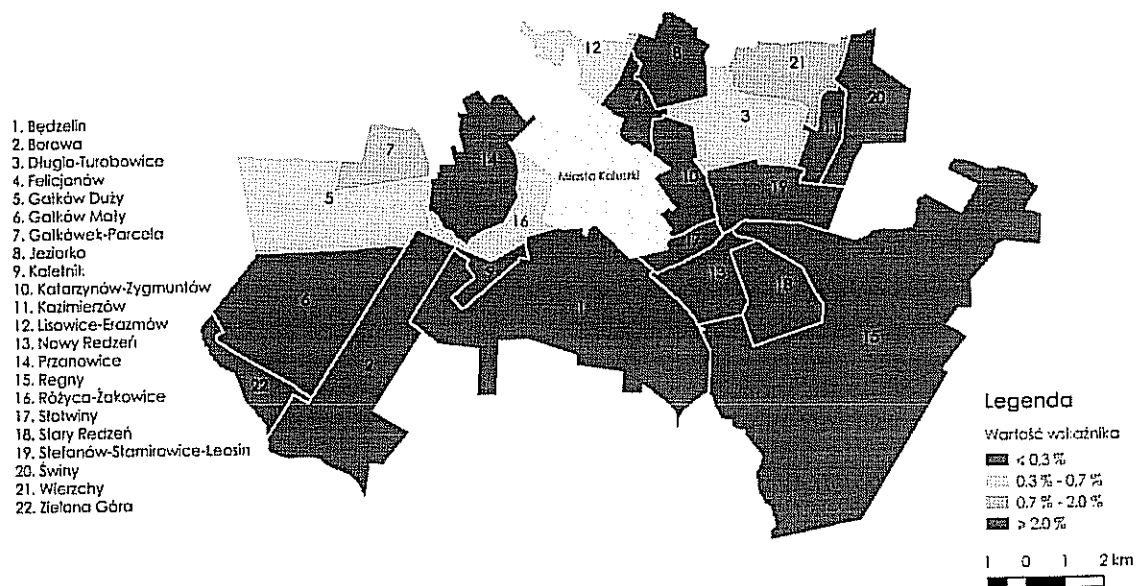 12
8
21
4
20
3
11
7
14
Miasto Koluszki
10
5
19
16
17
9
13
18
6
1
15
2
22
1. Będzelin
2. Borowa
3. Długie-Turobowice
4. Felicjanów
5. Gałków Duży
6. Gałków Mały
7. Gałkówek-Parcela
8. Jeziorko
9. Kaletnik
10. Katarzynów-Zygmuntów
11. Kazimierzów
12. Lisowice-Erazmów
13. Nowy Redzeń
14. Przanowice
15. Regny
16. Różyca-Żakowice
17. Słotwiny
18. Stary Redzeń
19. Stefanów-Stamirowice-Leosin
20. Świny
21. Wierzchy
22. Zielona Góra
Legenda
Wartość wskaźnika
< 0,3 %
0,3 % - 0,7 %
0,7 % - 2,0 %
≥ 2,0 %
1 0 1 2 km